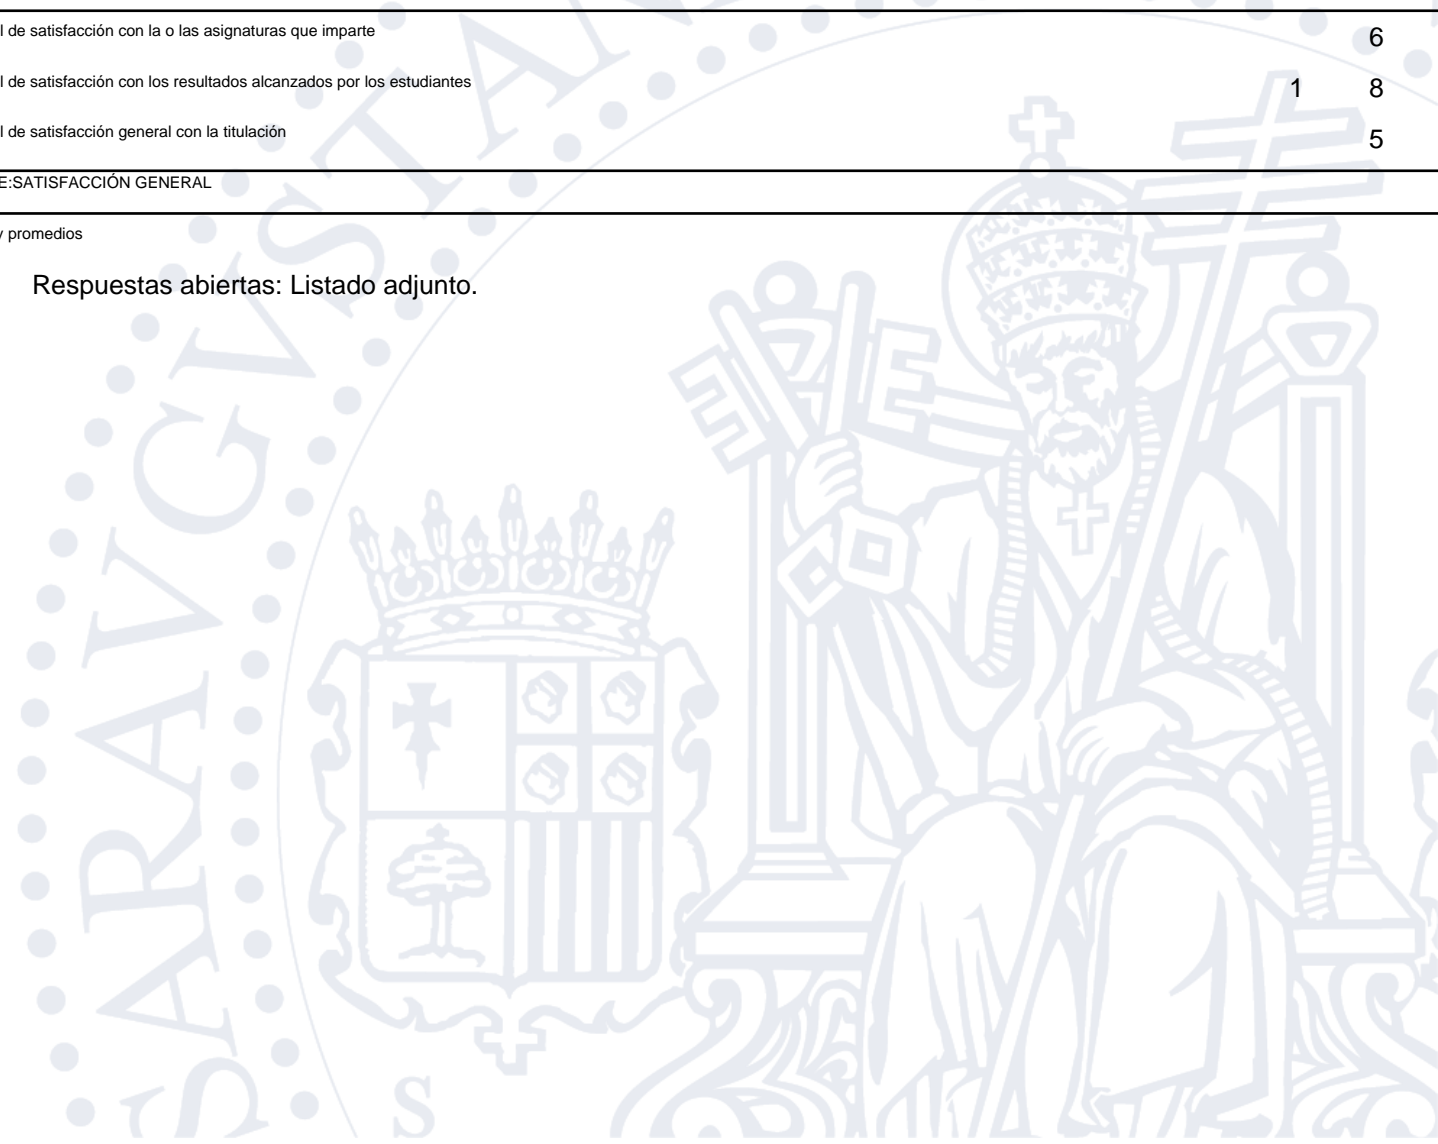 l de satisfacción con la o las asignaturas que imparte 6
l de satisfacción con los resultados alcanzados por los estudiantes 1 8
l de satisfacción general con la titulación 5
E:SATISFACCIÓN GENERAL
y promedios
Respuestas abiertas: Listado adjunto.
SARAVGVSTAN
S